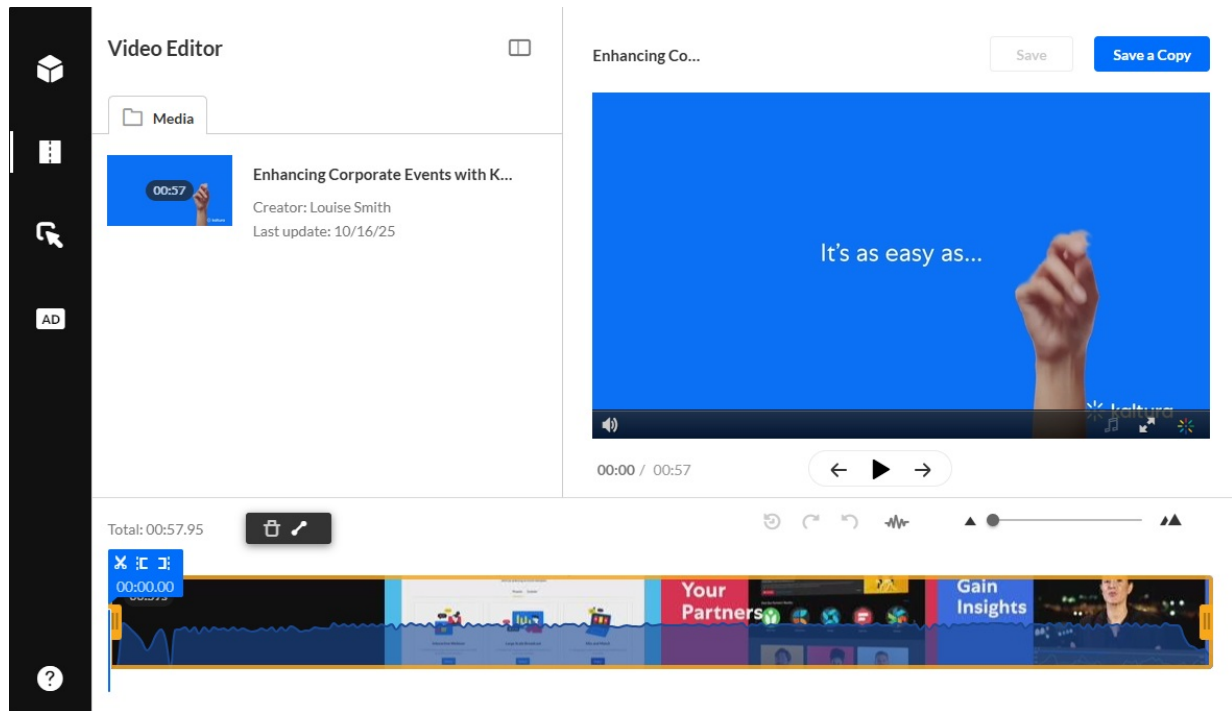 Video Editor
Enhancing Co...
Save
Save a Copy
Media
00:57
Enhancing Corporate Events with K...
Creator: Louise Smith
Last update: 10/16/25
AD
It's as easy as...
kaltura
00:00 / 00:57
Total: 00:57.95
00:00.00
Your
Partners
Gain
Insights
?